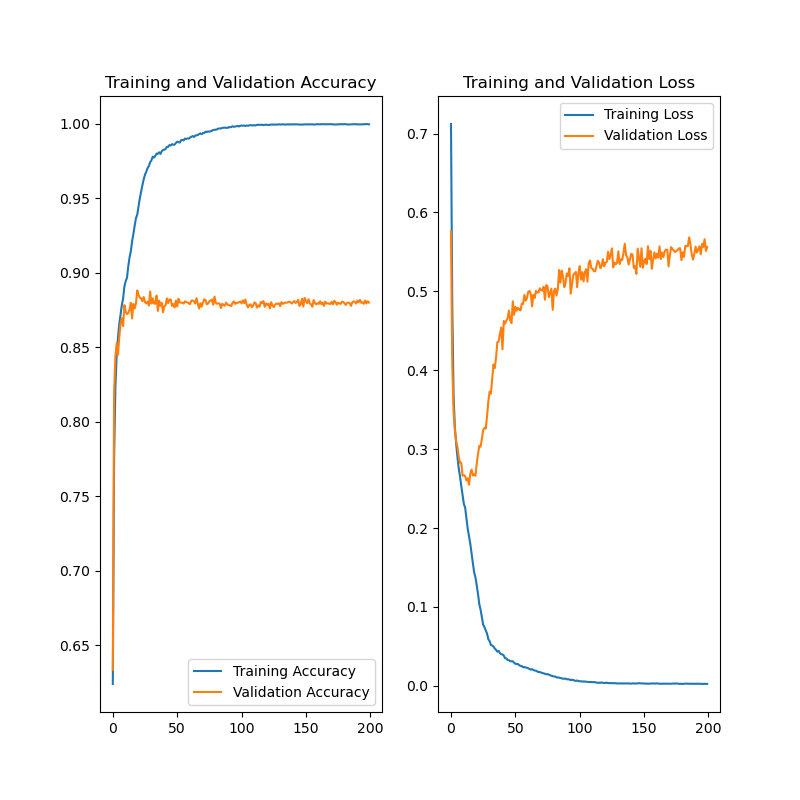 Training and Validation Accuracy
1.00
0.95
0.90
0.85
0.80
0.75
0.70
0.65
Training Accuracy
Validation Accuracy
0 50 100 150 200
Training and Validation Loss
Training Loss
Validation Loss
0.7
0.6
0.5
0.4
0.3
0.2
0.1
0.0
0 50 100 150 200